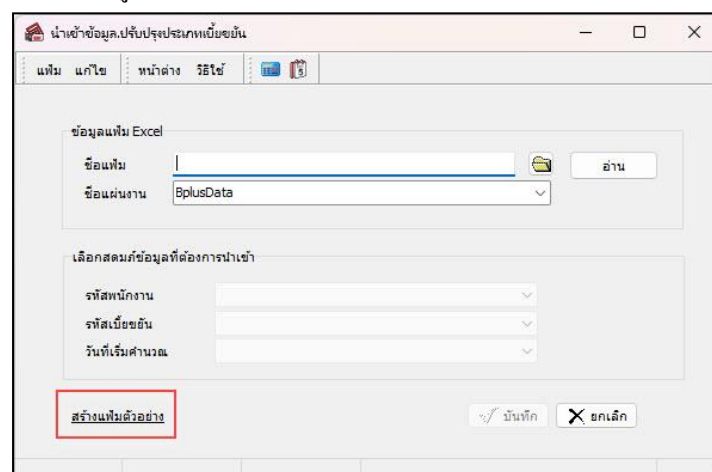 นำเข้าข้อมูล.ปรับปรุงประเภทเบี้ยขยัน
แฟ้ม แก้ไข หน้าต่าง วิธีใช้
ข้อมูลแฟ้ม Excel
ชื่อแฟ้ม อ่าน
ชื่อแผ่นงาน BplusData
เลือกสดมภ์ข้อมูลที่ต้องการนำเข้า
รหัสพนักงาน
รหัสเบี้ยขยัน
วันที่เริ่มคำนวณ
สร้างแฟ้มตัวอย่าง บันทึก ยกเลิก